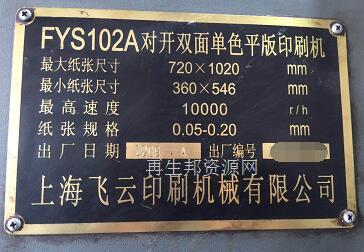 FYS102A对开双面单色平版印刷机
最大纸张尺寸 720×1020 mm
最小纸张尺寸 360×546 mm
最高速度 10000 r/h
纸张规格 0.05-0.20 mm
出厂日期 出厂编号
再生邦资源网
上海飞云印刷机械有限公司